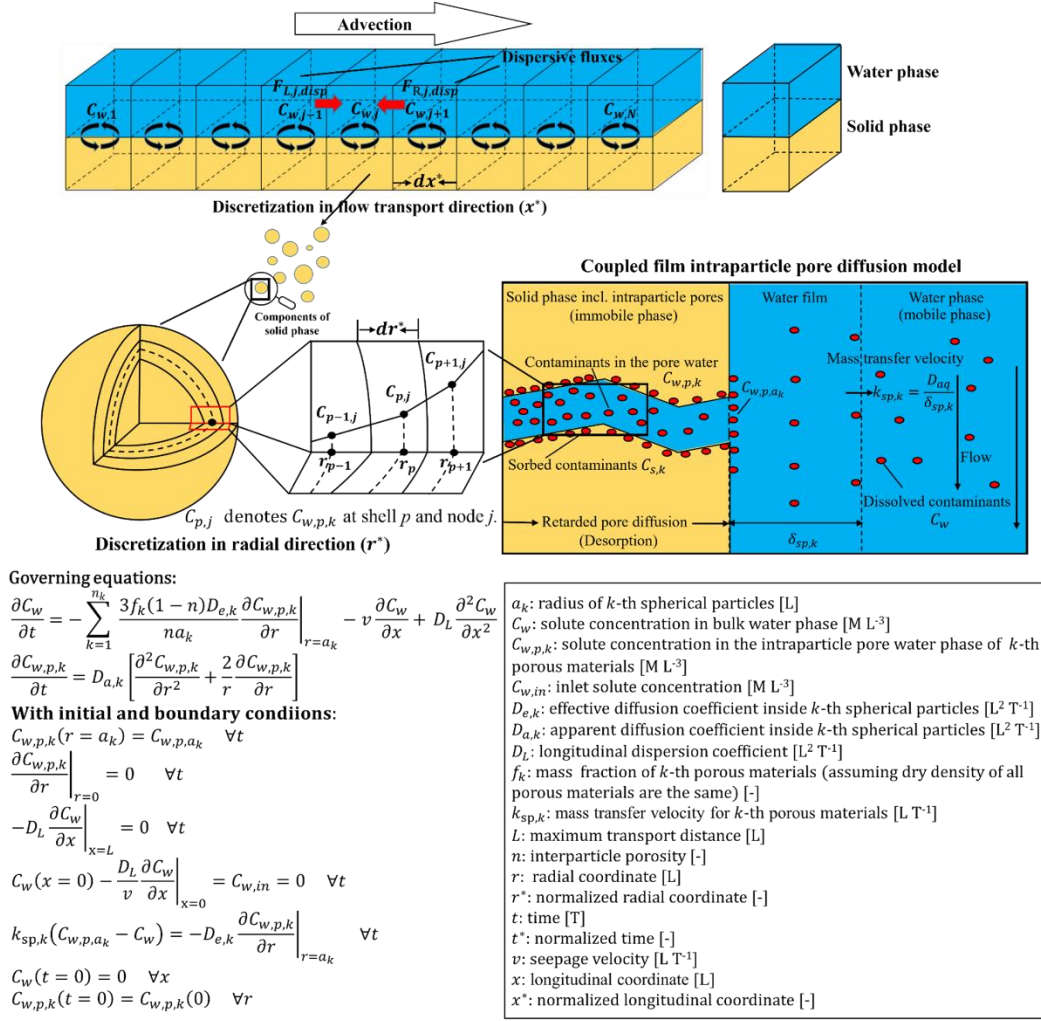 Advection
Dispersive fluxes
F_{L,j,disp} F_{R,j,disp}
C_{w,1} C_{w,j-1} C_{w,j} C_{w,j+1} C_{w,N}
dx*
Discretization in flow transport direction (x*)
Water phase
Solid phase
Components of
solid phase
dr*
C_{p+1,j}
C_{p,j}
C_{p-1,j}
r_{p-1} r_p r_{p+1}
C_{p,j} denotes C_{w,p,k} at shell p and node j.
Discretization in radial direction (r*)
Coupled film intraparticle pore diffusion model
Solid phase incl. intraparticle pores
(immobile phase)
Water film
Water phase
(mobile phase)
Contaminants in the pore water
C_{w,p,k}
C_{w,p,a_k}
Mass transfer velocity
k_{sp,k} = D_{aq}/δ_{sp,k}
Sorbed contaminants C_{s,k}
Flow
Dissolved contaminants
C_w
Retarded pore diffusion
(Desorption)
δ_{sp,k}
Governing equations:
∂C_w/∂t = −∑_{k=1}^{n_k} 3f_k(1 − n)D_{e,k}/(na_k) ∂C_{w,p,k}/∂r|_{r=a_k} − v ∂C_w/∂x + D_L ∂²C_w/∂x²
∂C_{w,p,k}/∂t = D_{a,k} [∂²C_{w,p,k}/∂r² + 2/r ∂C_{w,p,k}/∂r]
With initial and boundary condiions:
C_{w,p,k}(r = a_k) = C_{w,p,a_k} ∀t
∂C_{w,p,k}/∂r|_{r=0} = 0 ∀t
−D_L ∂C_w/∂x|_{x=L} = 0 ∀t
C_w(x = 0) − D_L/v ∂C_w/∂x|_{x=0} = C_{w,in} = 0 ∀t
k_{sp,k}(C_{w,p,a_k} − C_w) = −D_{e,k} ∂C_{w,p,k}/∂r|_{r=a_k} ∀t
C_w(t = 0) = 0 ∀x
C_{w,p,k}(t = 0) = C_{w,p,k}(0) ∀r
a_k: radius of k-th spherical particles [L]
C_w: solute concentration in bulk water phase [M L⁻³]
C_{w,p,k}: solute concentration in the intraparticle pore water phase of k-th
porous materials [M L⁻³]
C_{w,in}: inlet solute concentration [M L⁻³]
D_{e,k}: effective diffusion coefficient inside k-th spherical particles [L² T⁻¹]
D_{a,k}: apparent diffusion coefficient inside k-th spherical particles [L² T⁻¹]
D_L: longitudinal dispersion coefficient [L² T⁻¹]
f_k: mass fraction of k-th porous materials (assuming dry density of all
porous materials are the same) [-]
k_{sp,k}: mass transfer velocity for k-th porous materials [L T⁻¹]
L: maximum transport distance [L]
n: interparticle porosity [-]
r: radial coordinate [L]
r*: normalized radial coordinate [-]
t: time [T]
t*: normalized time [-]
v: seepage velocity [L T⁻¹]
x: longitudinal coordinate [L]
x*: normalized longitudinal coordinate [-]